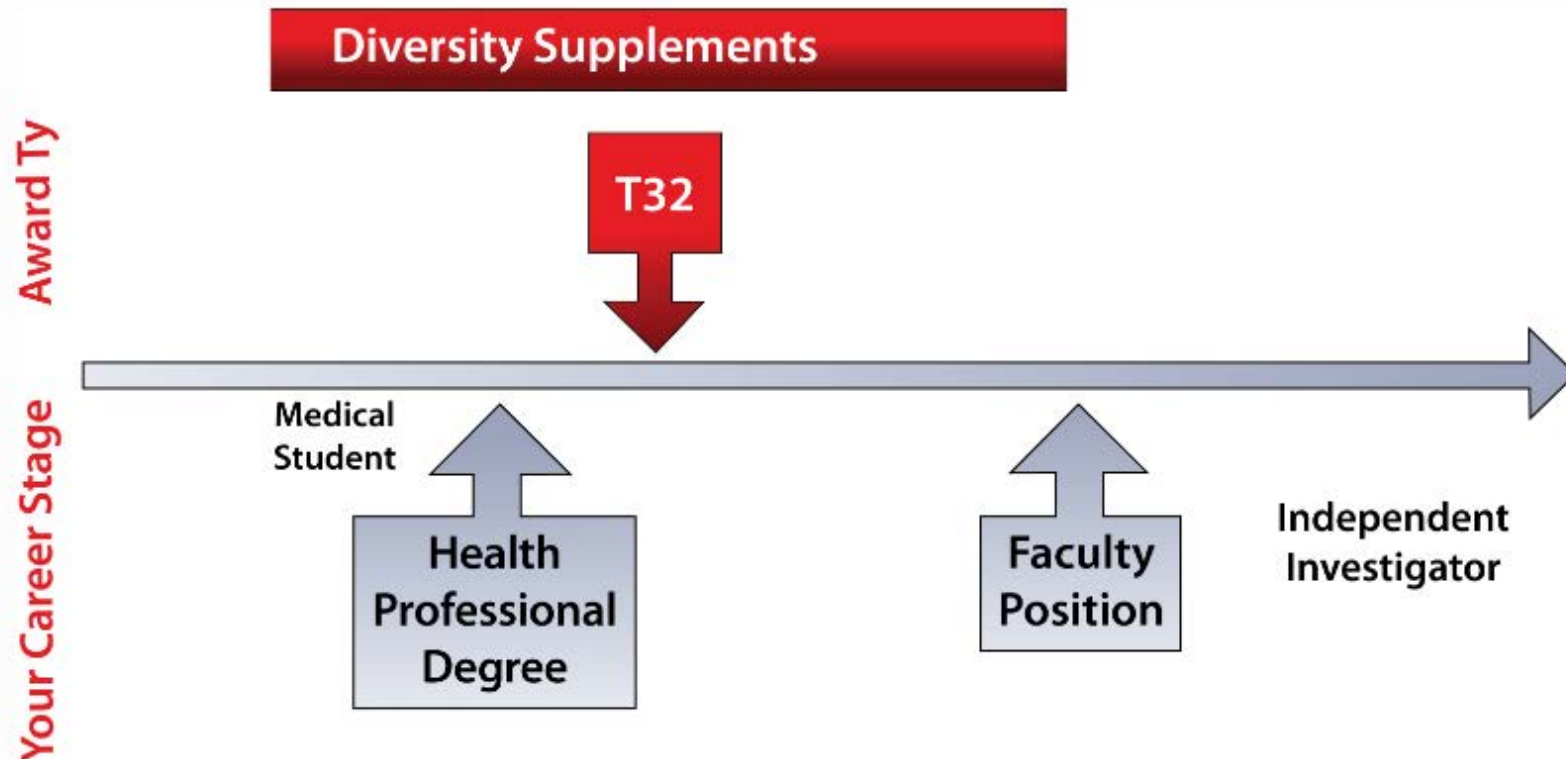 Diversity Supplements
Award Ty
T32
Your Career Stage
Medical
Student
Health
Professional
Degree
Faculty
Position
Independent
Investigator